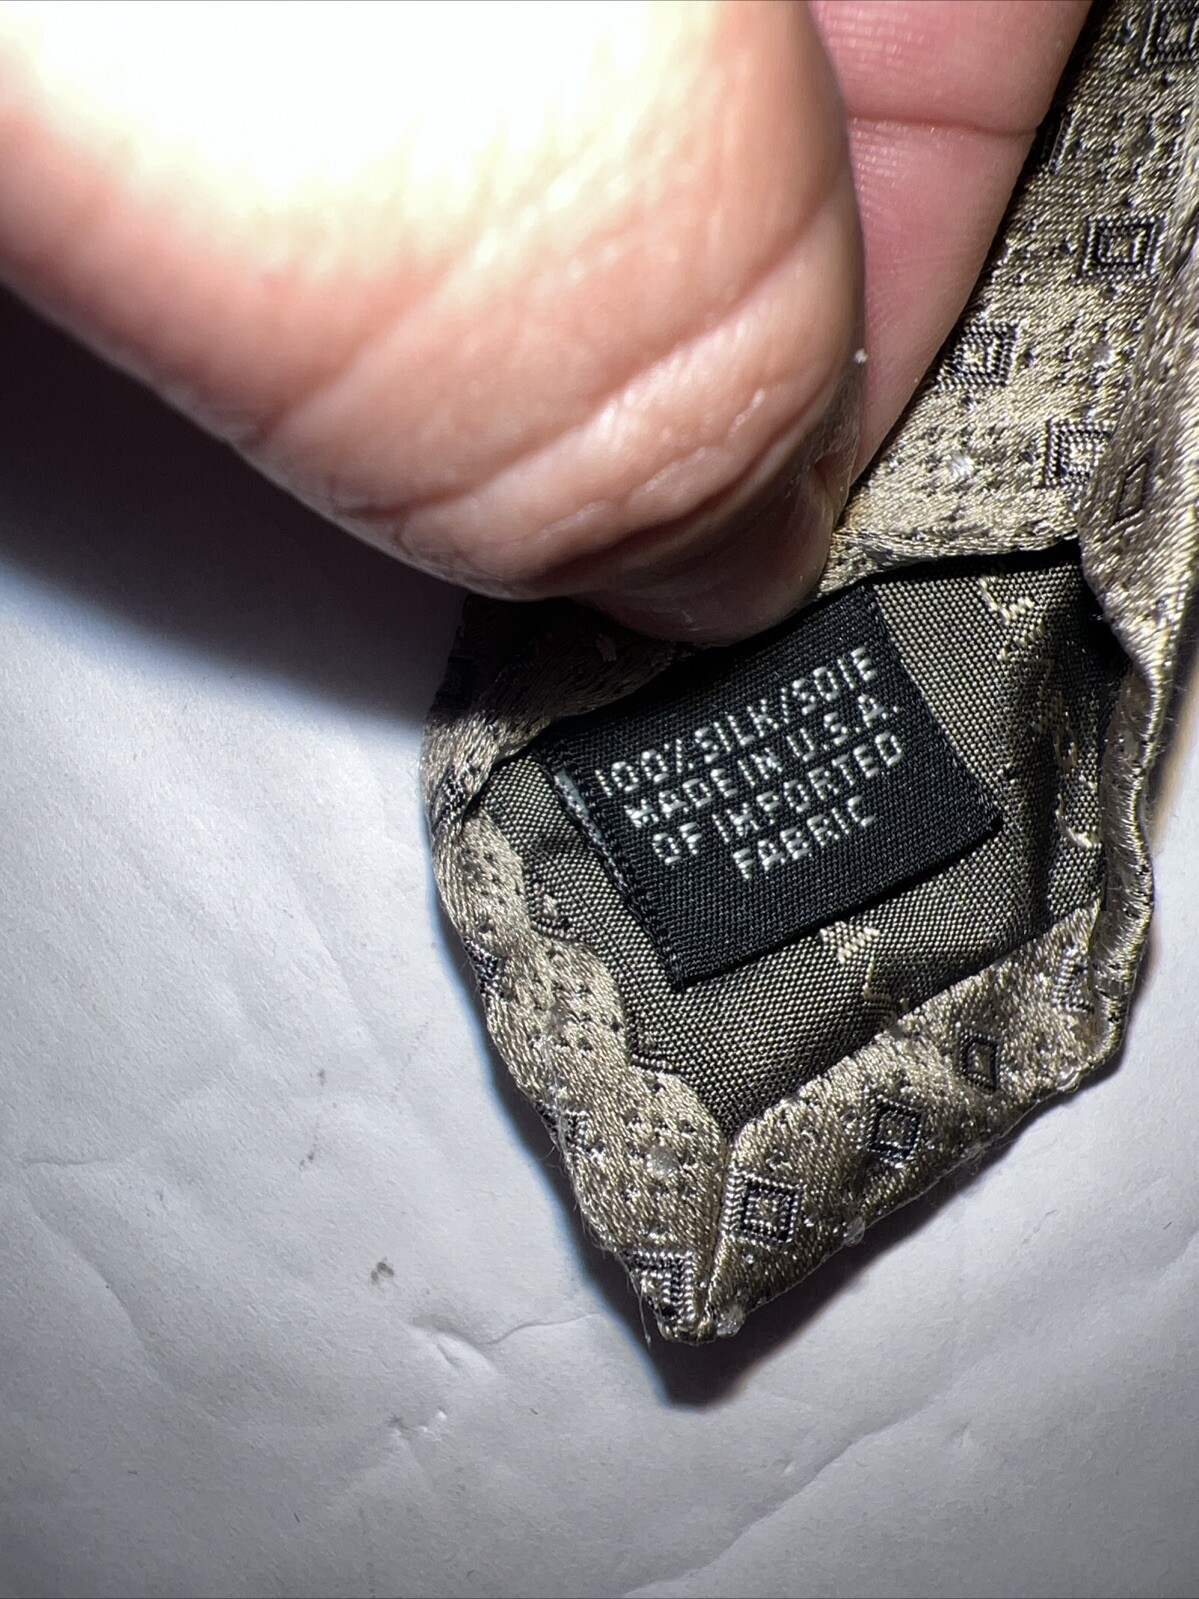 100% SILK/SOIE
MADE IN U.S.A
OF IMPORTED
FABRIC